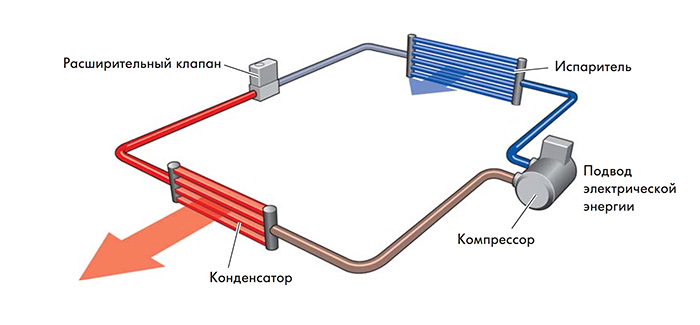 Расширительный клапан
Испаритель
Подвод
электрической
энергии
Компрессор
Конденсатор